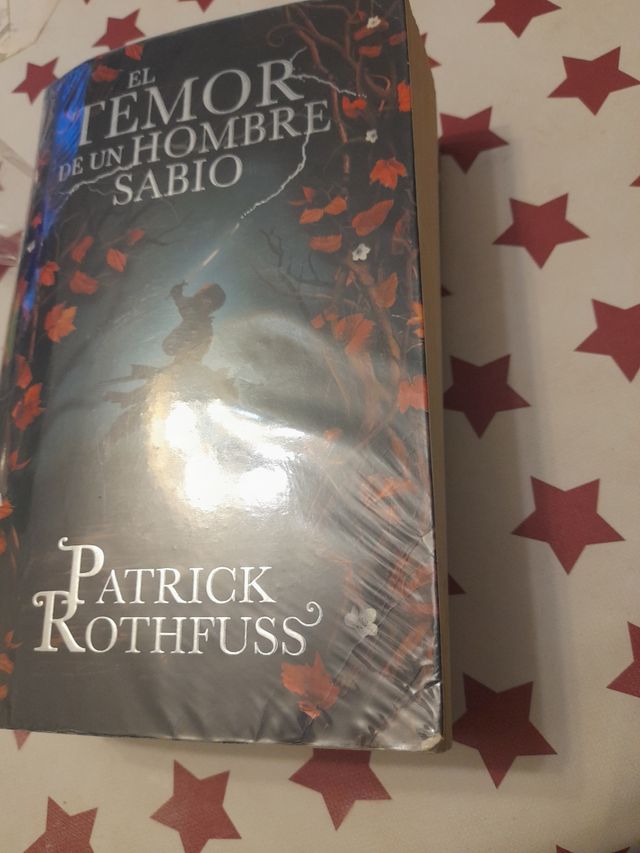 EL
TEMOR
DE UN HOMBRE
SABIO
PATRICK
ROTHFUSS